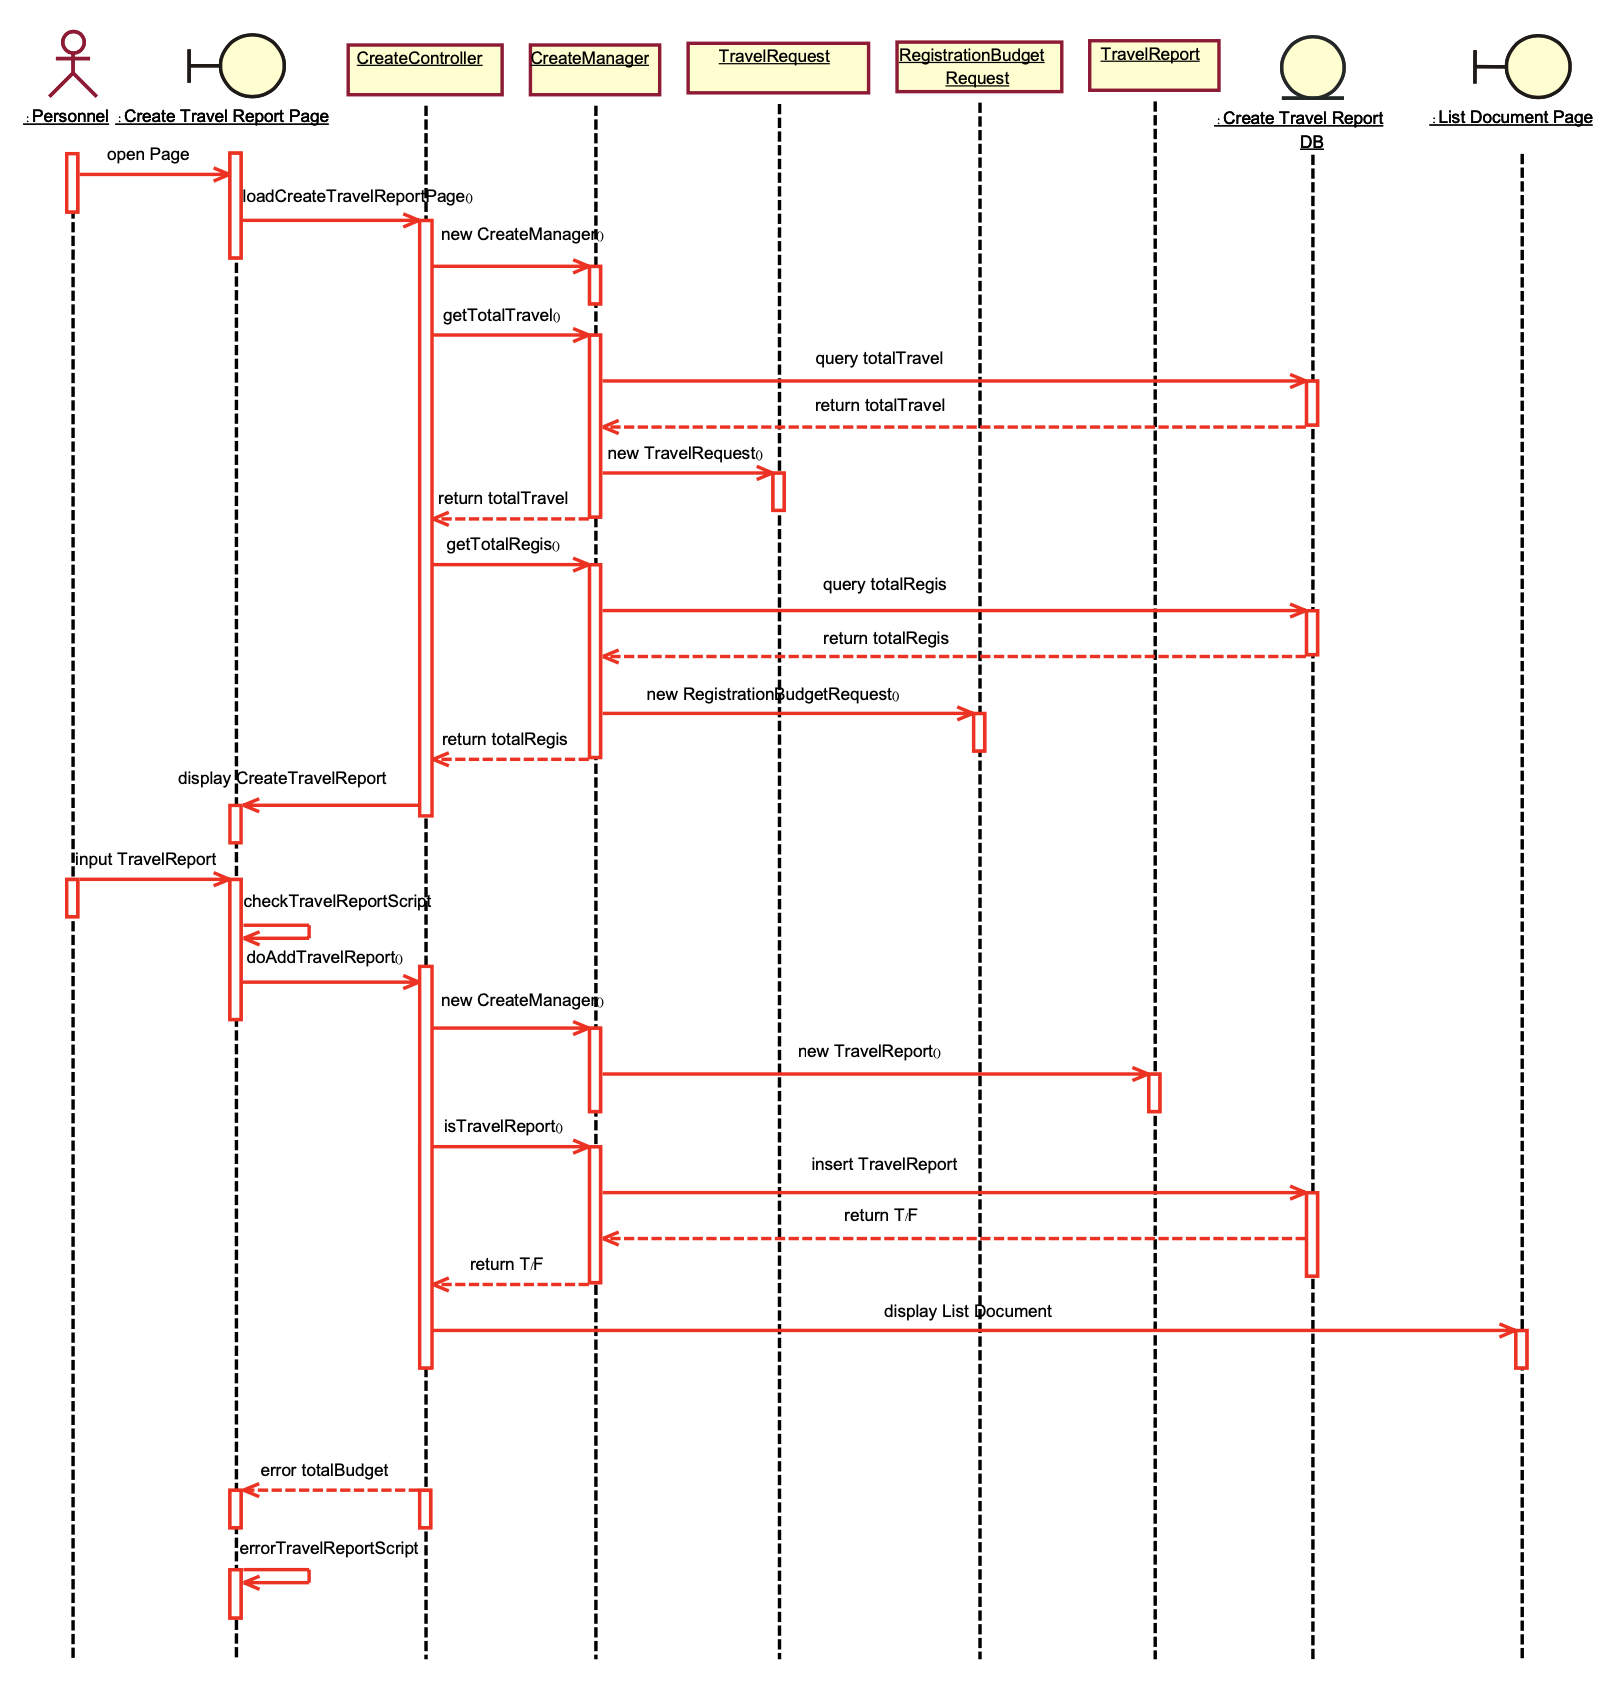 CreateController
CreateManager
TravelRequest
RegistrationBudget
Request
TravelReport
: Personnel
: Create Travel Report Page
: Create Travel Report
DB
: List Document Page
open Page
loadCreateTravelReportPage()
new CreateManager()
getTotalTravel()
query totalTravel
return totalTravel
new TravelRequest()
return totalTravel
getTotalRegis()
query totalRegis
return totalRegis
new RegistrationBudgetRequest()
return totalRegis
display CreateTravelReport
input TravelReport
checkTravelReportScript
doAddTravelReport()
new CreateManager()
new TravelReport()
isTravelReport()
insert TravelReport
return T/F
return T/F
display List Document
error totalBudget
errorTravelReportScript